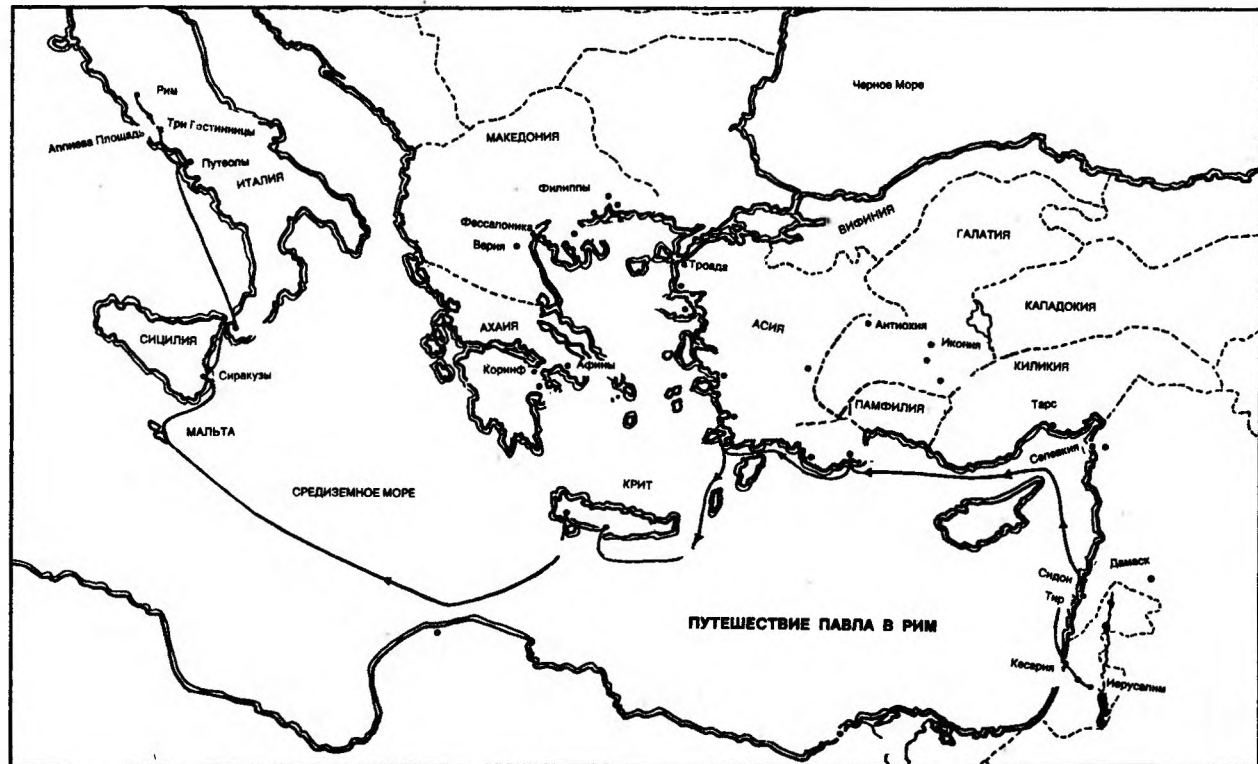 Рим
Три Гостинницы
Аппиева Площадь
Путеолы
ИТАЛИЯ
СИЦИЛИЯ
Сиракузы
МАЛЬТА
СРЕДИЗЕМНОЕ МОРЕ
МАКЕДОНИЯ
Филиппы
Фессалоника
Верия
АХАИЯ
Коринф
Афины
КРИТ
Черное Море
ВИФИНИЯ
ГАЛАТИЯ
Троада
АСИЯ
Антиохия
Икония
КАПАДОКИЯ
КИЛИКИЯ
ПАМФИЛИЯ
Тарс
Селевкия
Сидон
Тир
Дамаск
Кесария
Иерусалим
ПУТЕШЕСТВИЕ ПАВЛА В РИМ